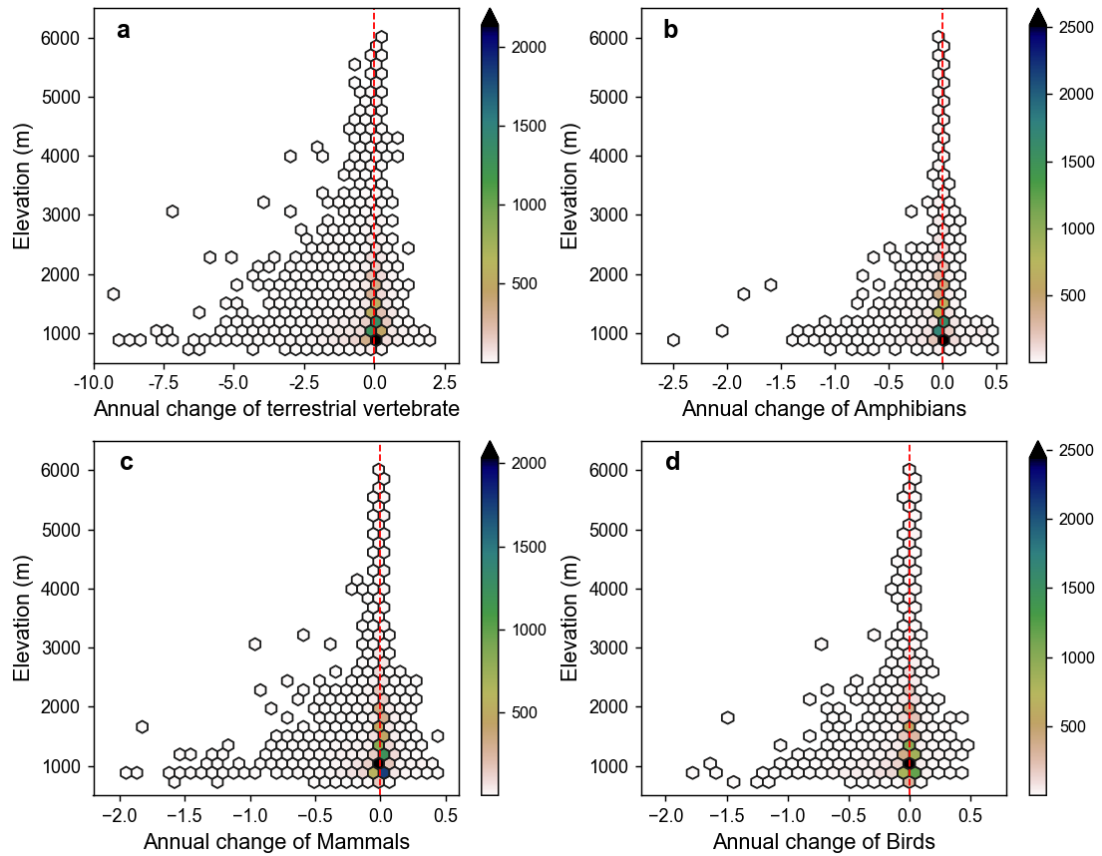 a
6000
5000
4000
3000
2000
1000
Elevation (m)
-10.0 -7.5 -5.0 -2.5 0.0 2.5
Annual change of terrestrial vertebrate
2000
1500
1000
500
b
6000
5000
4000
3000
2000
1000
Elevation (m)
-2.5 -2.0 -1.5 -1.0 -0.5 0.0 0.5
Annual change of Amphibians
2500
2000
1500
1000
500
c
6000
5000
4000
3000
2000
1000
Elevation (m)
−2.0 −1.5 −1.0 −0.5 0.0 0.5
Annual change of Mammals
2000
1500
1000
500
d
6000
5000
4000
3000
2000
1000
Elevation (m)
−2.0 −1.5 −1.0 −0.5 0.0 0.5
Annual change of Birds
2500
2000
1500
1000
500